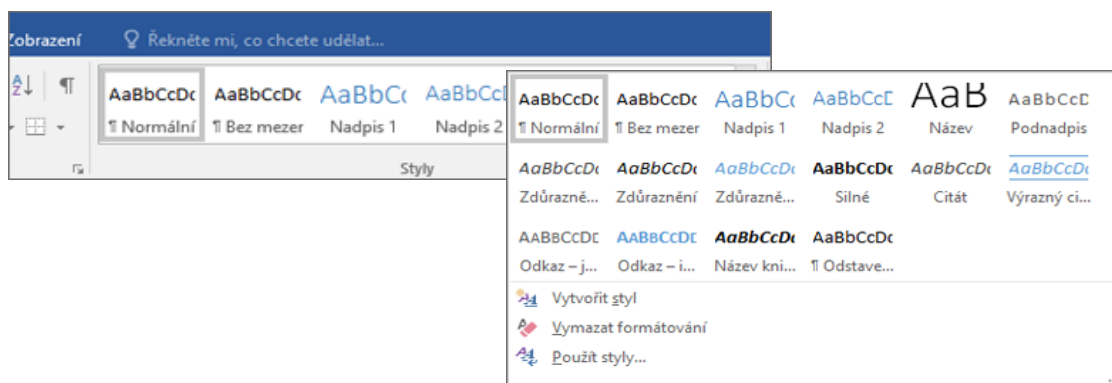 Zobrazení Řekněte mi, co chcete udělat...
AaBbCcDc AaBbCcDc AaBbC AaBbCc
¶ Normální ¶ Bez mezer Nadpis 1 Nadpis 2
Styly
AaBbCcDc AaBbCcDc AaBbC AaBbCcE AaB AaBbCcD
¶ Normální ¶ Bez mezer Nadpis 1 Nadpis 2 Název Podnadpis
AaBbCcDc AaBbCcDc AaBbCcDc AaBbCcDc AaBbCcDc AaBbCcDc
Zdůrazně... Zdůraznění Zdůrazně... Silné Citát Výrazný ci...
AABBCCDE AABBCCDE AaBbCcDc AaBbCcDc
Odkaz – j... Odkaz – i... Název kni... ¶ Odstave...
Vytvořit styl
Vymazat formátování
Použít styly...